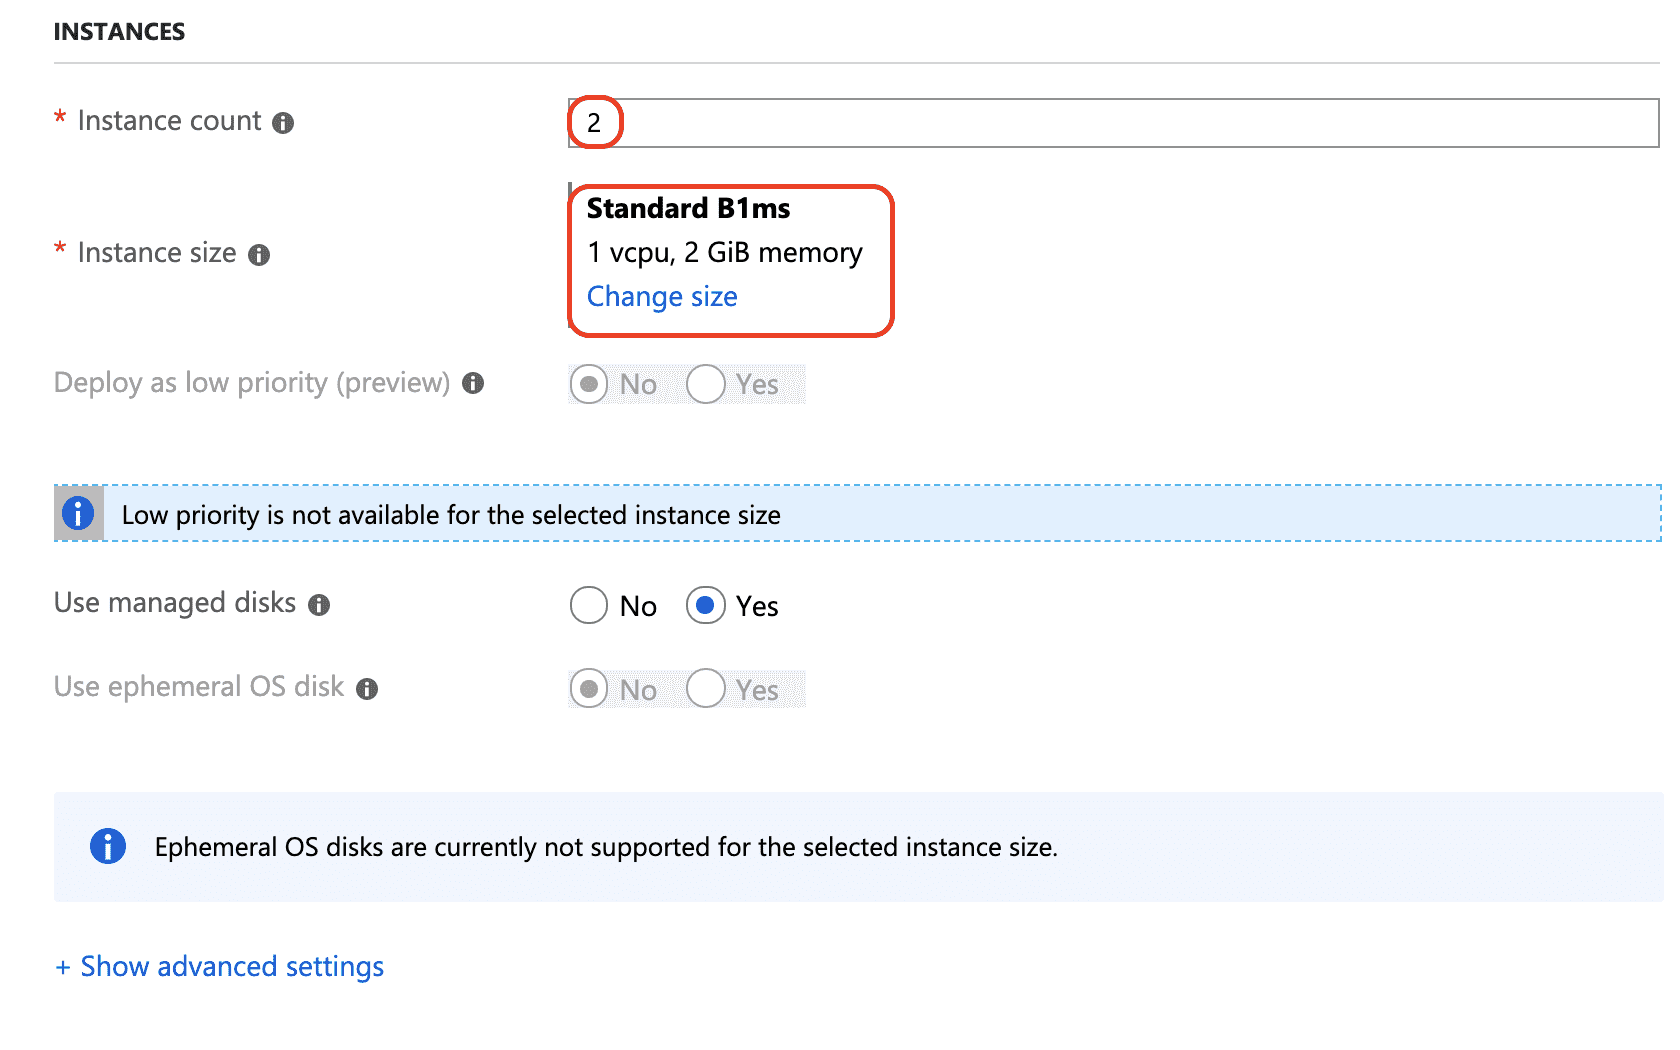 INSTANCES
* Instance count
2
* Instance size
Standard B1ms
1 vcpu, 2 GiB memory
Change size
Deploy as low priority (preview)
No Yes
Low priority is not available for the selected instance size
Use managed disks
No Yes
Use ephemeral OS disk
No Yes
Ephemeral OS disks are currently not supported for the selected instance size.
+ Show advanced settings